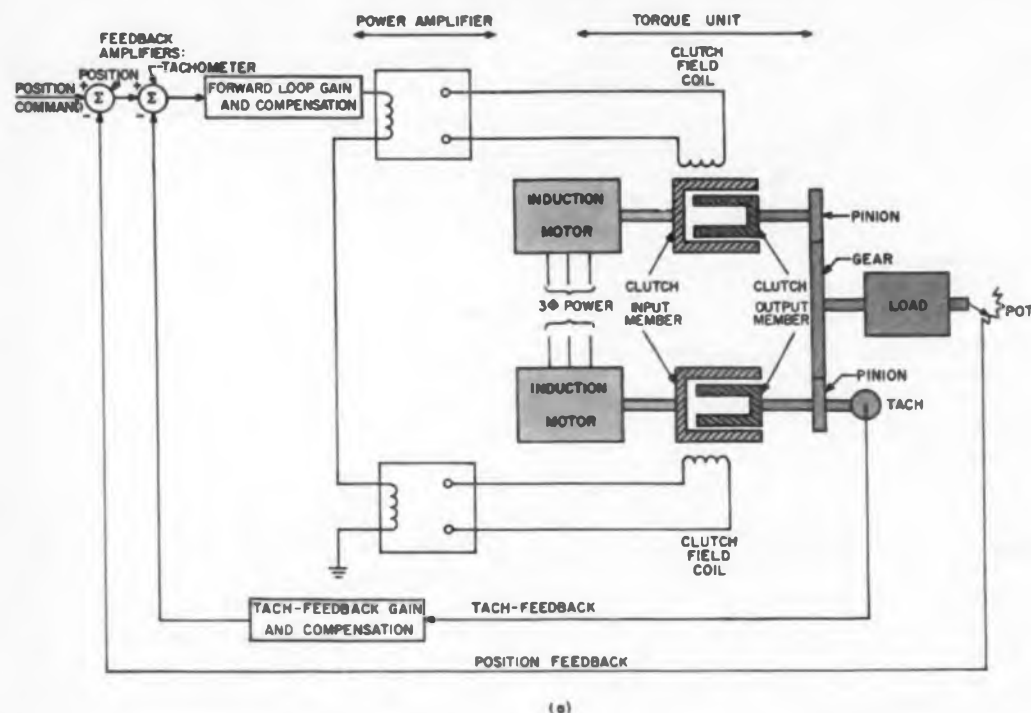 POWER AMPLIFIER
TORQUE UNIT
FEEDBACK
AMPLIFIERS:
POSITION
TACHOMETER
CLUTCH
FIELD
COIL
POSITION
COMMAND
+
-
Σ
+
-
Σ
FORWARD LOOP GAIN
AND COMPENSATION
INDUCTION
MOTOR
PINION
GEAR
CLUTCH
INPUT
MEMBER
CLUTCH
OUTPUT
MEMBER
3Φ POWER
LOAD
POT
INDUCTION
MOTOR
PINION
TACH
CLUTCH
FIELD
COIL
TACH-FEEDBACK GAIN
AND COMPENSATION
TACH-FEEDBACK
POSITION FEEDBACK
(a)